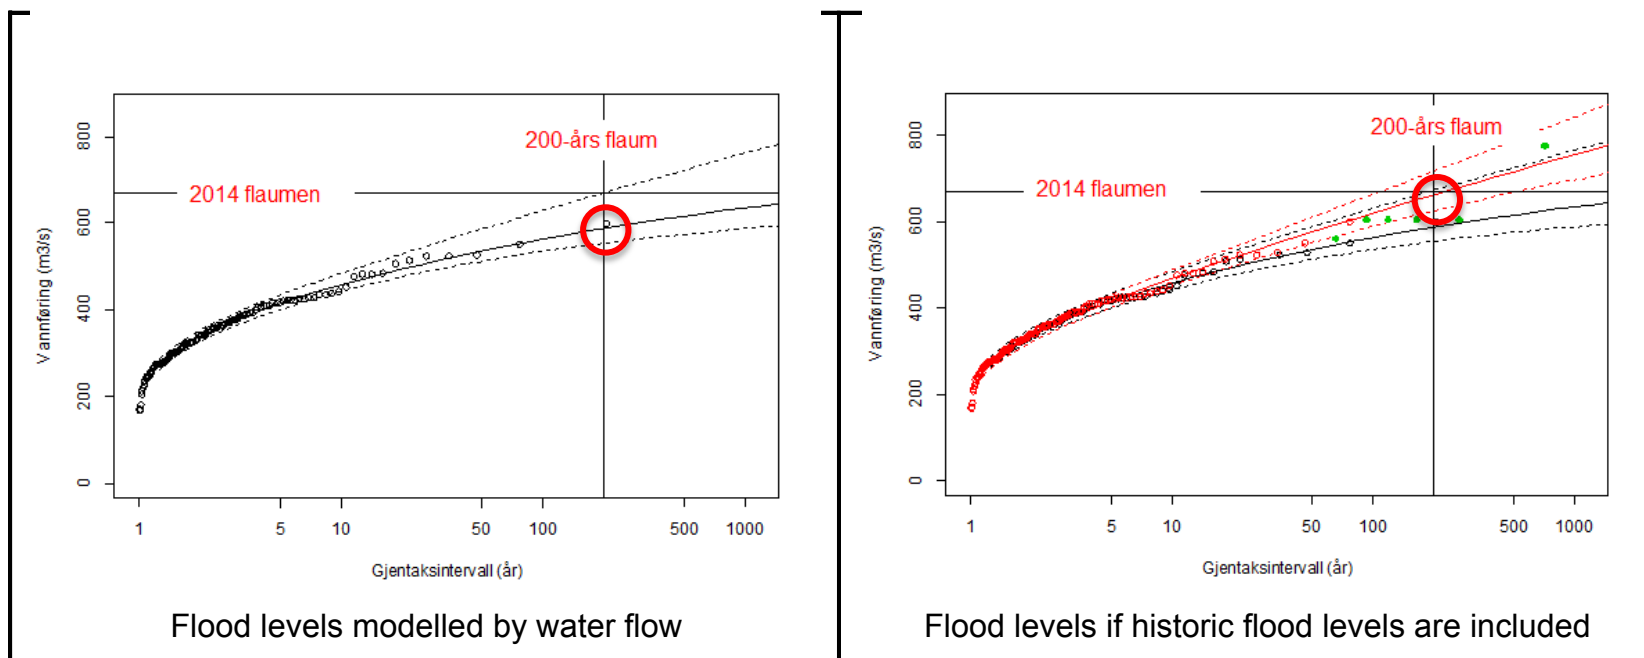 200-års flaum
2014 flaumen
Vannføring (m3/s)
0
200
400
600
800
1
5
10
50
100
500
1000
Gjentaksintervall (år)
Flood levels modelled by water flow
200-års flaum
2014 flaumen
Vannføring (m3/s)
0
200
400
600
800
1
5
10
50
100
500
1000
Gjentaksintervall (år)
Flood levels if historic flood levels are included